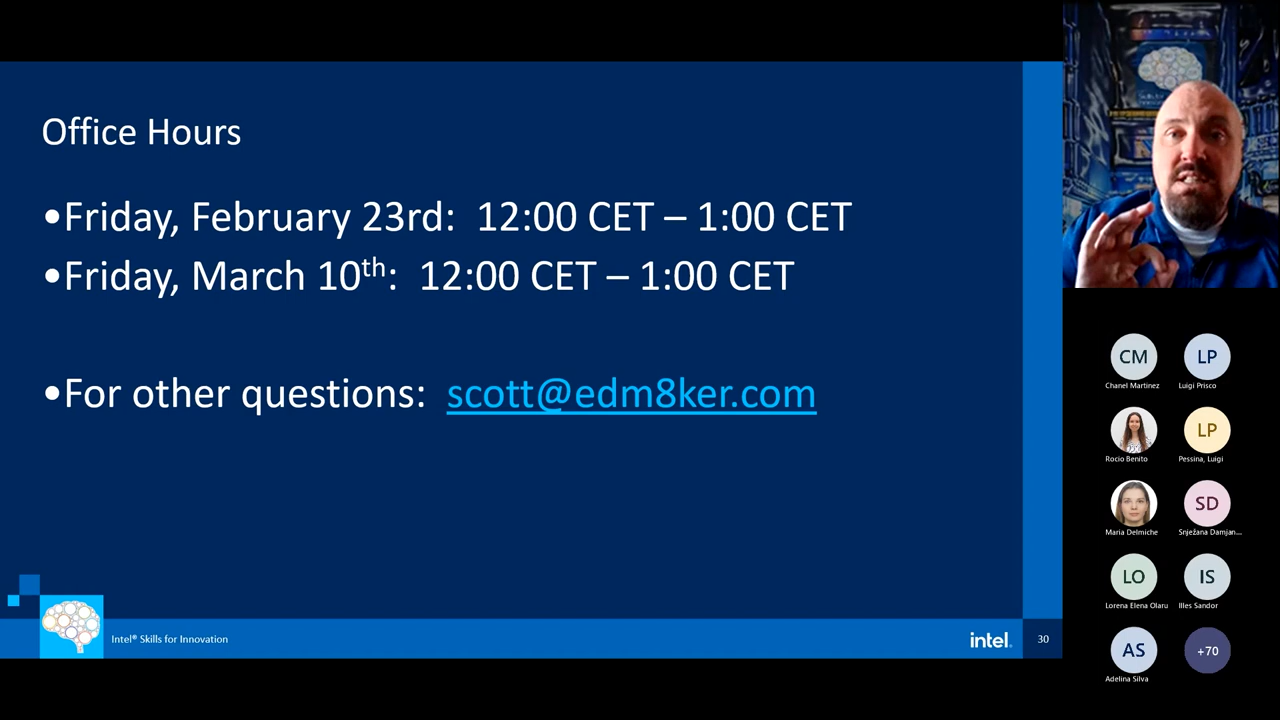 Office Hours
•Friday, February 23rd: 12:00 CET – 1:00 CET
•Friday, March 10th: 12:00 CET – 1:00 CET
•For other questions: scott@edm8ker.com
Intel® Skills for Innovation
intel.
30
CM
LP
Chanel Martinez
Luigi Prisco
LP
Rocio Benito
Pessina, Luigi
SD
Maria Delmiche
Snježana Damjan...
LO
IS
Lorena Elena Olaru
Illes Sandor
AS
+70
Adelina Silva